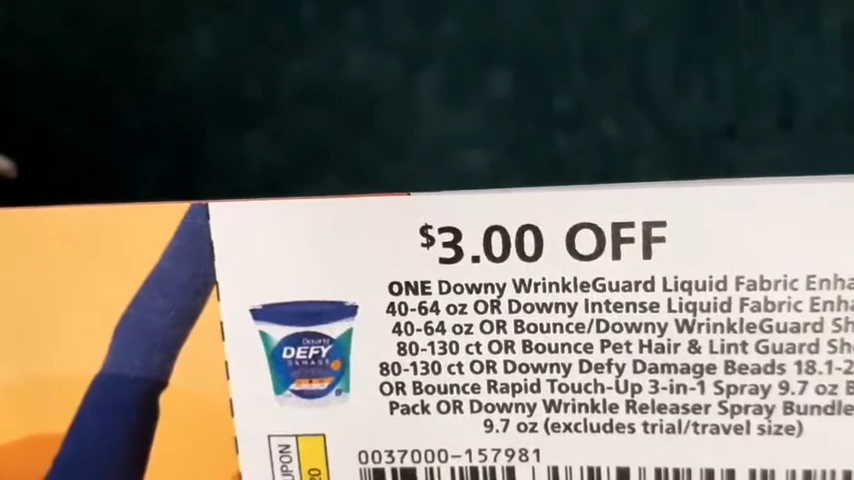 $3.00 OFF
ONE Downy WrinkleGuard Liquid Fabric
40-64 oz OR Downy Intense Liquid Fabric
40-64 oz OR Bounce/Downy WrinkleGuard
80-130 ct OR Bounce Pet Hair & Lint Guard
80-130 ct OR Downy Defy Damage Beads
OR Bounce Rapid Touch-Up 3-in-1 Spray 9.7 oz
Pack OR Downy Wrinkle Releaser Spray
9.7 oz (excludes trial/travel size)
Downy
DEFY
DAMAGE
0037000-157981